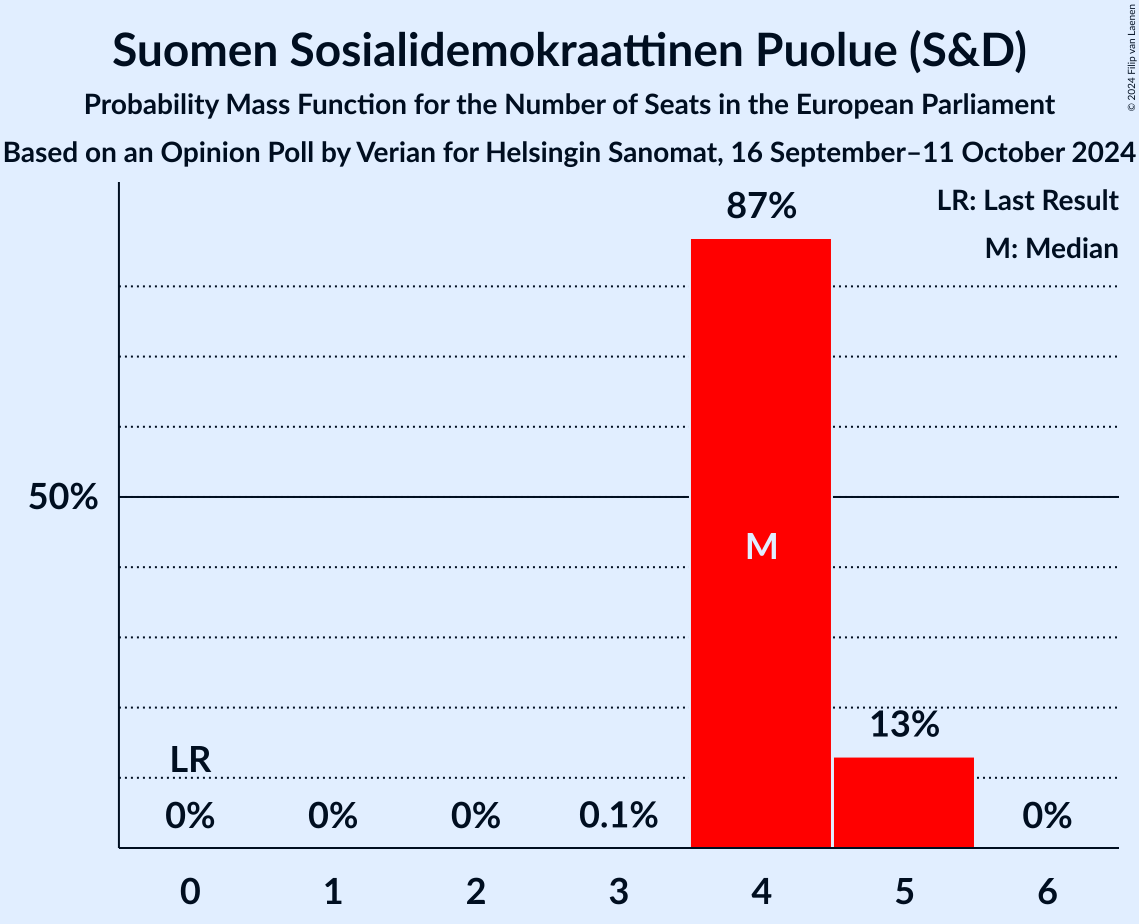 Suomen Sosialidemokraattinen Puolue (S&D)
Probability Mass Function for the Number of Seats in the European Parliament
Based on an Opinion Poll by Verian for Helsingin Sanomat, 16 September–11 October 2024
© 2024 Filip van Laenen
LR: Last Result
M: Median
87%
50%
M
13%
LR
0%
0%
0%
0.1%
0%
0
1
2
3
4
5
6